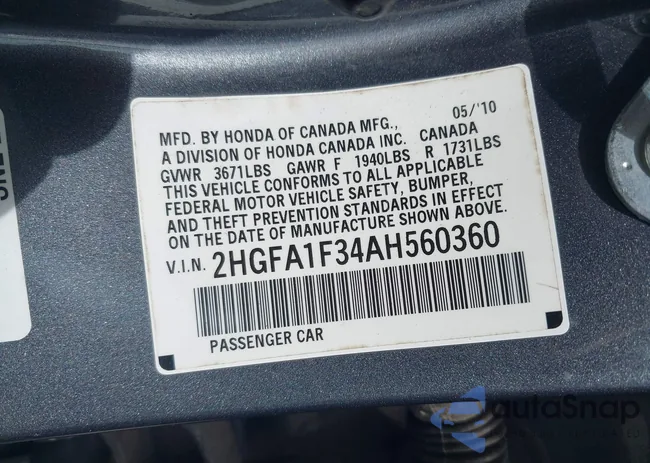 05/'10
MFD. BY HONDA OF CANADA MFG.,
A DIVISION OF HONDA CANADA INC. CANADA
GVWR 3671LBS GAWR F 1940LBS R 1731LBS
THIS VEHICLE CONFORMS TO ALL APPLICABLE
FEDERAL MOTOR VEHICLE SAFETY, BUMPER,
AND THEFT PREVENTION STANDARDS IN EFFECT
ON THE DATE OF MANUFACTURE SHOWN ABOVE.
V.I.N. 2HGFA1F34AH560360
PASSENGER CAR
autoSnap